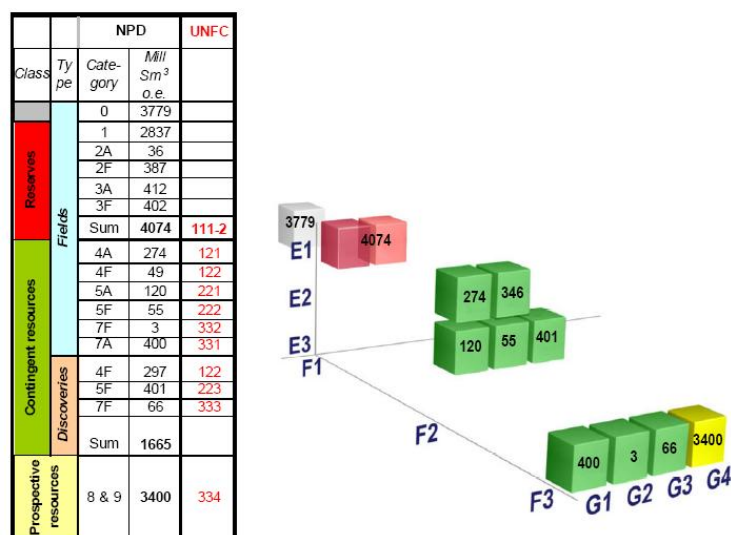 NPD UNFC
Class Ty pe Cate- gory Mill Sm³ o.e.
0 3779
1 2837
2A 36
2F 387
3A 412
3F 402
Reserves
Sum 4074 111-2
Fields
4A 274 121
4F 49 122
5A 120 221
5F 55 222
7F 3 332
7A 400 331
Contingent resources
Discoveries
4F 297 122
5F 401 223
7F 66 333
Sum 1665
Prospective resources
8 & 9 3400 334
3779
4074
E1
E2
274 346
E3
120 55 401
F1
F2
400 3 66 3400
F3 G1 G2 G3 G4